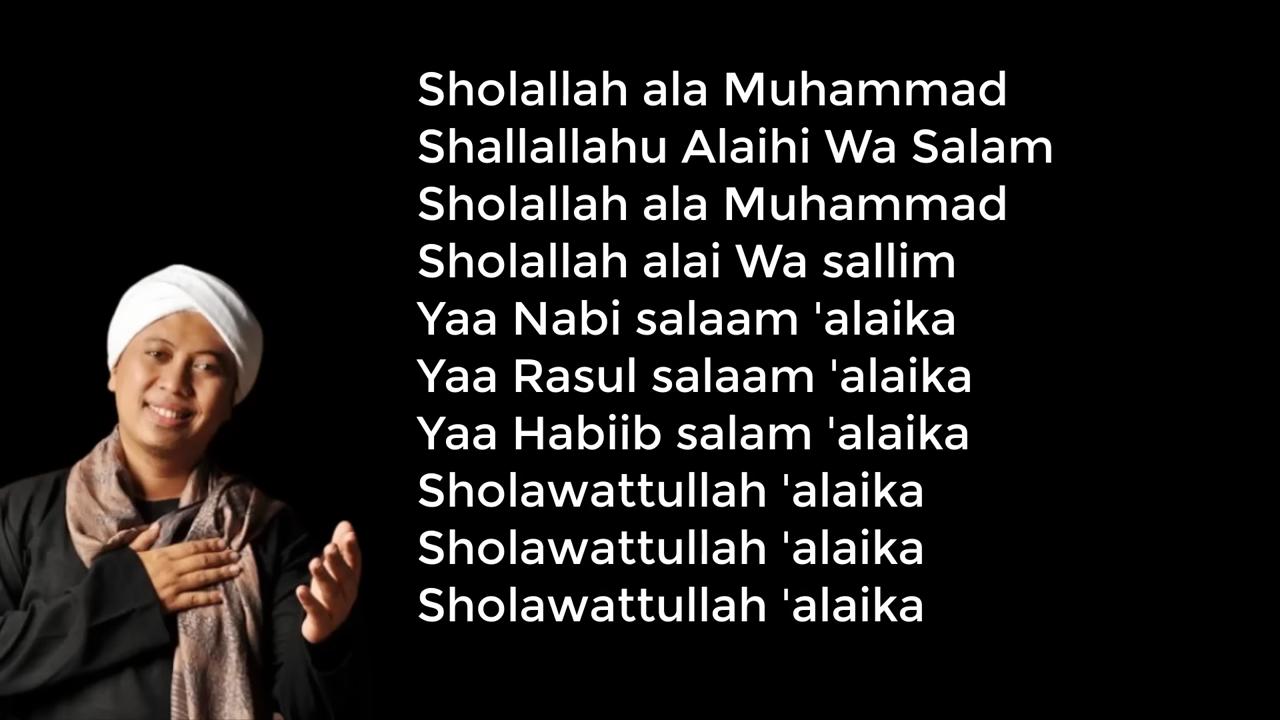 Sholallah ala Muhammad
Shallallahu Alaihi Wa Salam
Sholallah ala Muhammad
Sholallah alai Wa sallim
Yaa Nabi salaam 'alaika
Yaa Rasul salaam 'alaika
Yaa Habiib salam 'alaika
Sholawattullah 'alaika
Sholawattullah 'alaika
Sholawattullah 'alaika